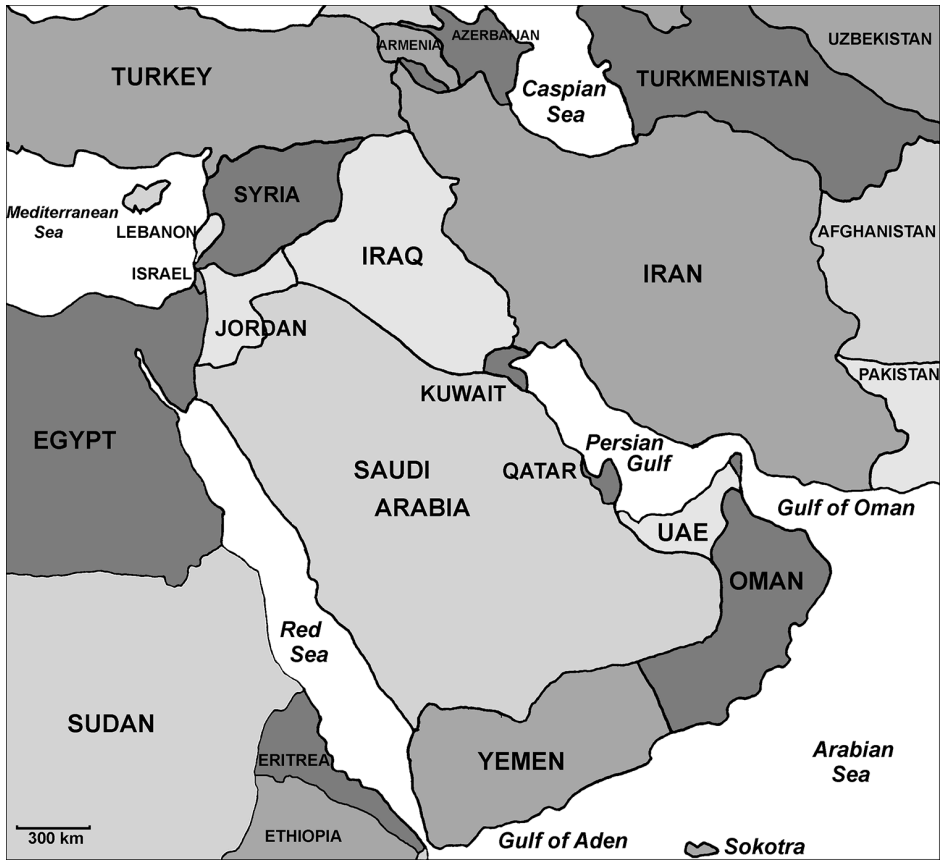 UZBEKISTAN
AZERBAIJAN
ARMENIA
TURKEY
TURKMENISTAN
Caspian
Sea
SYRIA
Mediterranean
Sea
LEBANON
AFGHANISTAN
IRAQ
ISRAEL
IRAN
JORDAN
PAKISTAN
KUWAIT
EGYPT
Persian
Gulf
SAUDI
ARABIA
QATAR
Gulf of Oman
UAE
OMAN
Red
Sea
SUDAN
ERITREA
YEMEN
Arabian
Sea
300 km
ETHIOPIA
Gulf of Aden
Sokotra